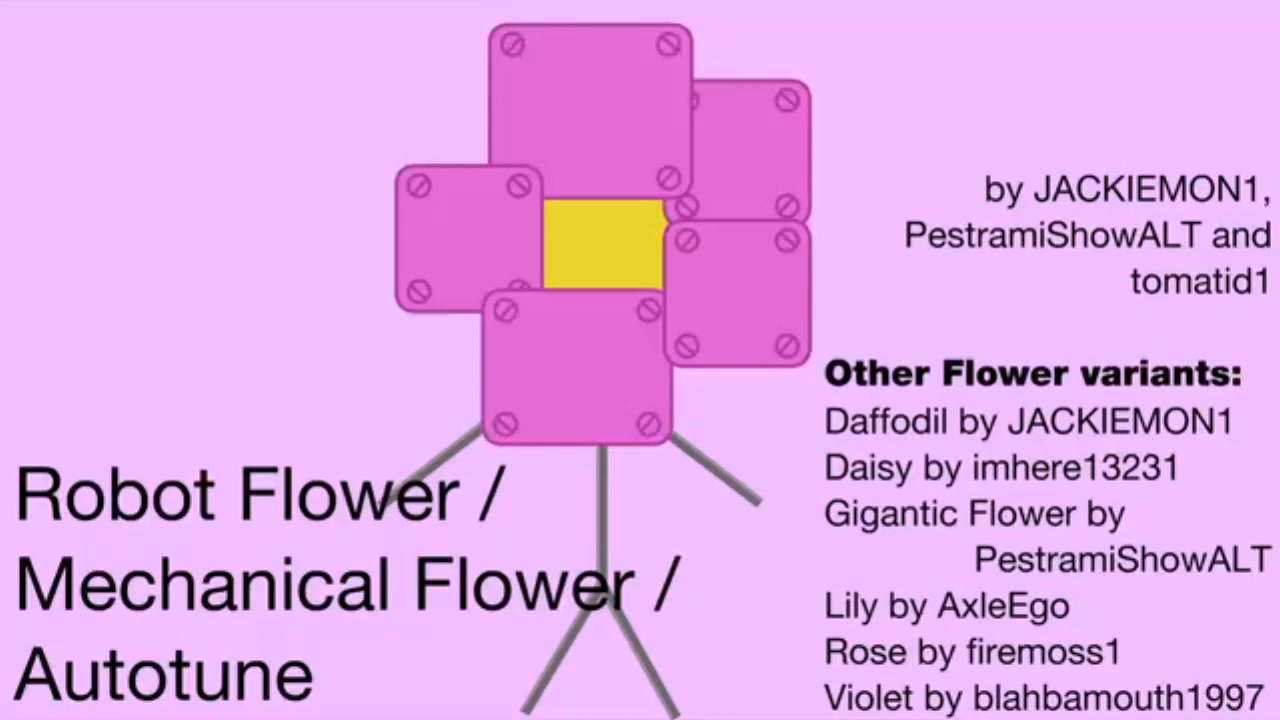 by JACKIEMON1,
PestramiShowALT and
tomatid1
Other Flower variants:
Daffodil by JACKIEMON1
Daisy by imhere13231
Gigantic Flower by
PestramiShowALT
Lily by AxleEgo
Rose by firemoss1
Violet by blahbamouth1997
Robot Flower /
Mechanical Flower /
Autotune